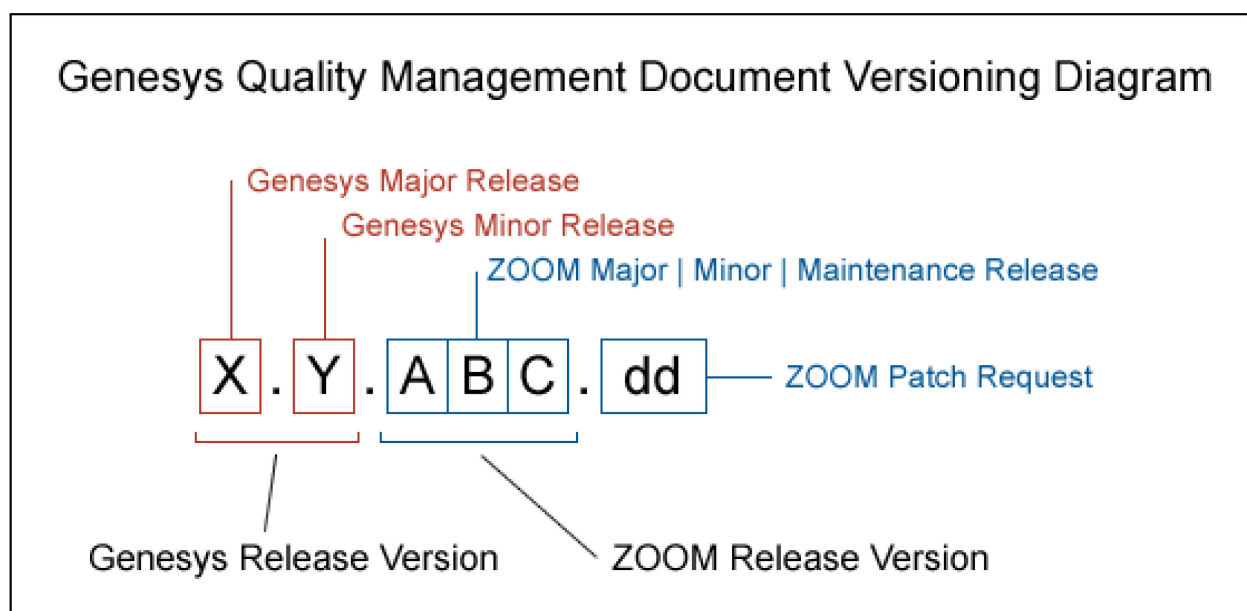 Genesys Quality Management Document Versioning Diagram
Genesys Major Release
Genesys Minor Release
ZOOM Major | Minor | Maintenance Release
X . Y . A B C . dd
ZOOM Patch Request
Genesys Release Version
ZOOM Release Version